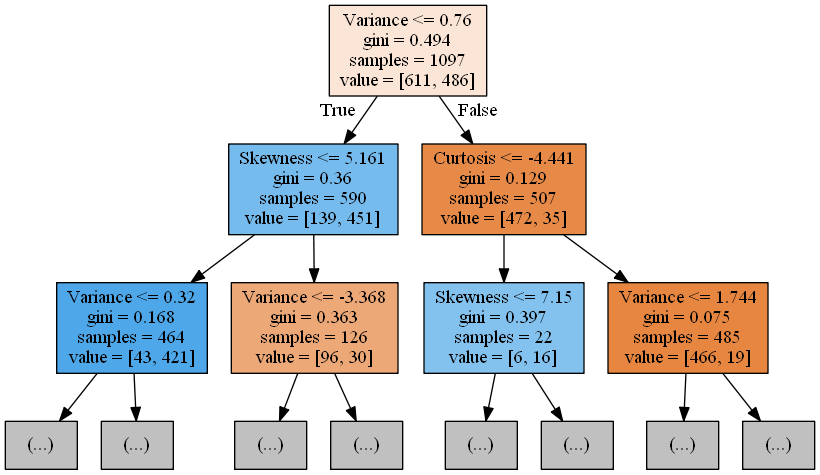 Variance <= 0.76
gini = 0.494
samples = 1097
value = [611, 486]
True
False
Skewness <= 5.161
gini = 0.36
samples = 590
value = [139, 451]
Curtosis <= -4.441
gini = 0.129
samples = 507
value = [472, 35]
Variance <= 0.32
gini = 0.168
samples = 464
value = [43, 421]
Variance <= -3.368
gini = 0.363
samples = 126
value = [96, 30]
Skewness <= 7.15
gini = 0.397
samples = 22
value = [6, 16]
Variance <= 1.744
gini = 0.075
samples = 485
value = [466, 19]
(...)
(...)
(...)
(...)
(...)
(...)
(...)
(...)